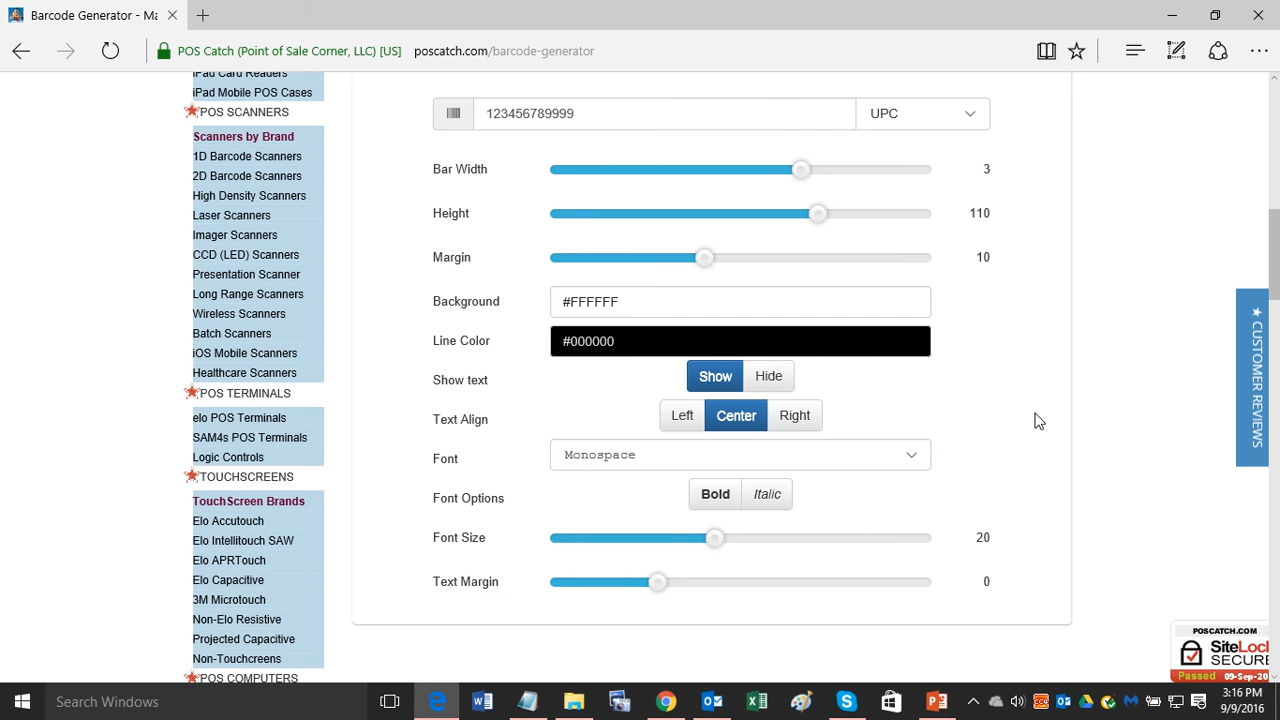 Barcode Generator - Ma
POS Catch (Point of Sale Corner, LLC) [US]
poscatch.com/barcode-generator
iPad Card Readers
iPad Mobile POS Cases
POS SCANNERS
Scanners by Brand
1D Barcode Scanners
2D Barcode Scanners
High Density Scanners
Laser Scanners
Imager Scanners
CCD (LED) Scanners
Presentation Scanner
Long Range Scanners
Wireless Scanners
Batch Scanners
iOS Mobile Scanners
Healthcare Scanners
POS TERMINALS
elo POS Terminals
SAM4s POS Terminals
Logic Controls
TOUCHSCREENS
TouchScreen Brands
Elo Accutouch
Elo Intellitouch SAW
Elo APRTouch
Elo Capacitive
3M Microtouch
Non-Elo Resistive
Projected Capacitive
Non-Touchcreens
POS COMPUTERS
123456789999 UPC
Bar Width 3
Height 110
Margin 10
Background #FFFFFF
Line Color #000000
Show text Show Hide
Text Align Left Center Right
Font Monospace
Font Options Bold Italic
Font Size 20
Text Margin 0
★ CUSTOMER REVIEWS
POSCATCH.COM
SiteLock
SECURE
Passed 09-Sep-20
Search Windows
3:16 PM
9/9/2016